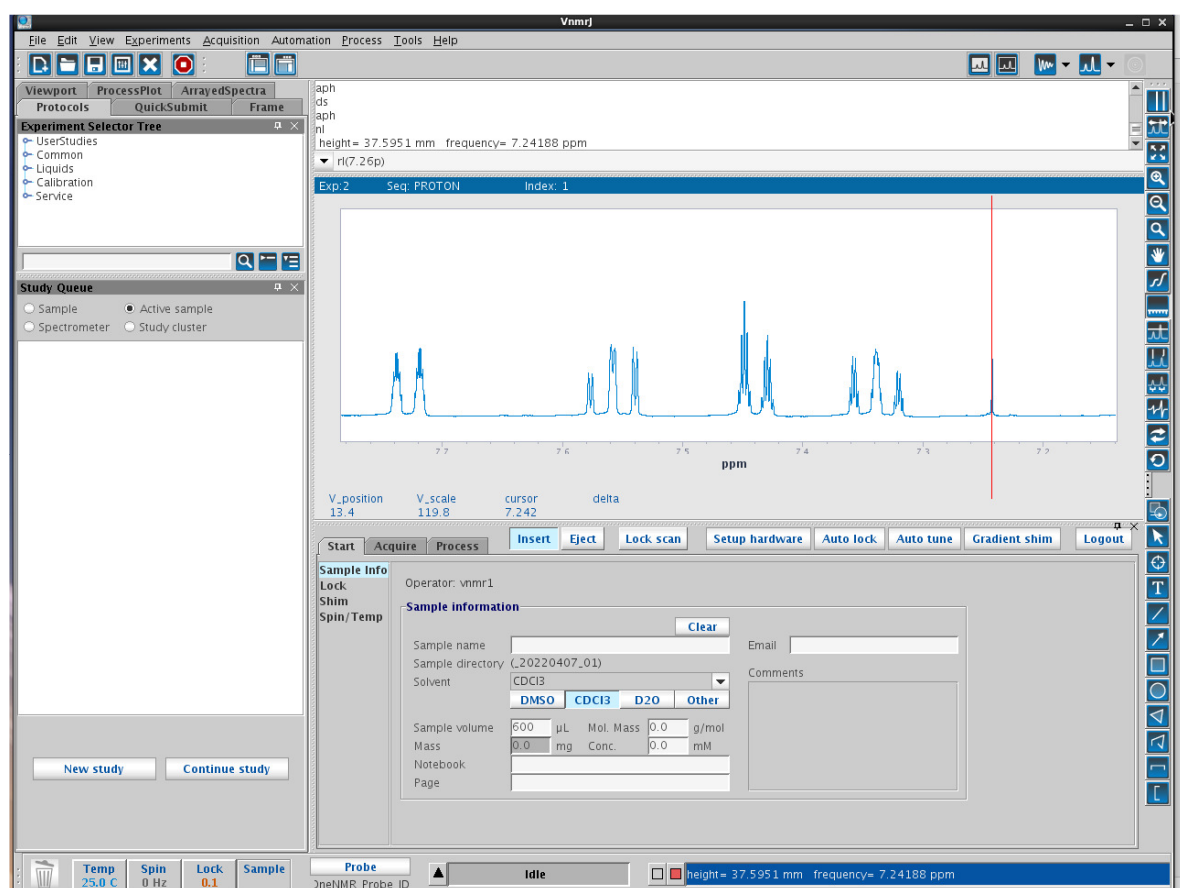 VnmrJ
File Edit View Experiments Acquisition Automation Process Tools Help
Viewport ProcessPlot ArrayedSpectra
Protocols QuickSubmit Frame
Experiment Selector Tree
UserStudies
Common
Liquids
Calibration
Service
Study Queue
Sample Active sample
Spectrometer Study cluster
New study Continue study
aph
ds
aph
nl
height= 37.5951 mm frequency= 7.24188 ppm
rl(7.26p)
Exp:2 Seq: PROTON Index: 1
7.7 7.6 7.5 7.4 7.3 7.2
ppm
V_position V_scale cursor delta
13.4 119.8 7.242
Start Acquire Process Insert Eject Lock scan Setup hardware Auto lock Auto tune Gradient shim Logout
Sample Info
Lock
Shim
Spin/Temp
Operator: vnmr1
Sample information
Clear
Sample name Email
Sample directory (_20220407_01)
Comments
Solvent CDCl3
DMSO CDCl3 D2O Other
Sample volume 600 µL Mol. Mass 0.0 g/mol
Mass 0.0 mg Conc. 0.0 mM
Notebook
Page
Temp Spin Lock Sample Probe
25.0 C 0 Hz 0.1 OneNMR_Probe_ID
Idle
height= 37.5951 mm frequency= 7.24188 ppm
T